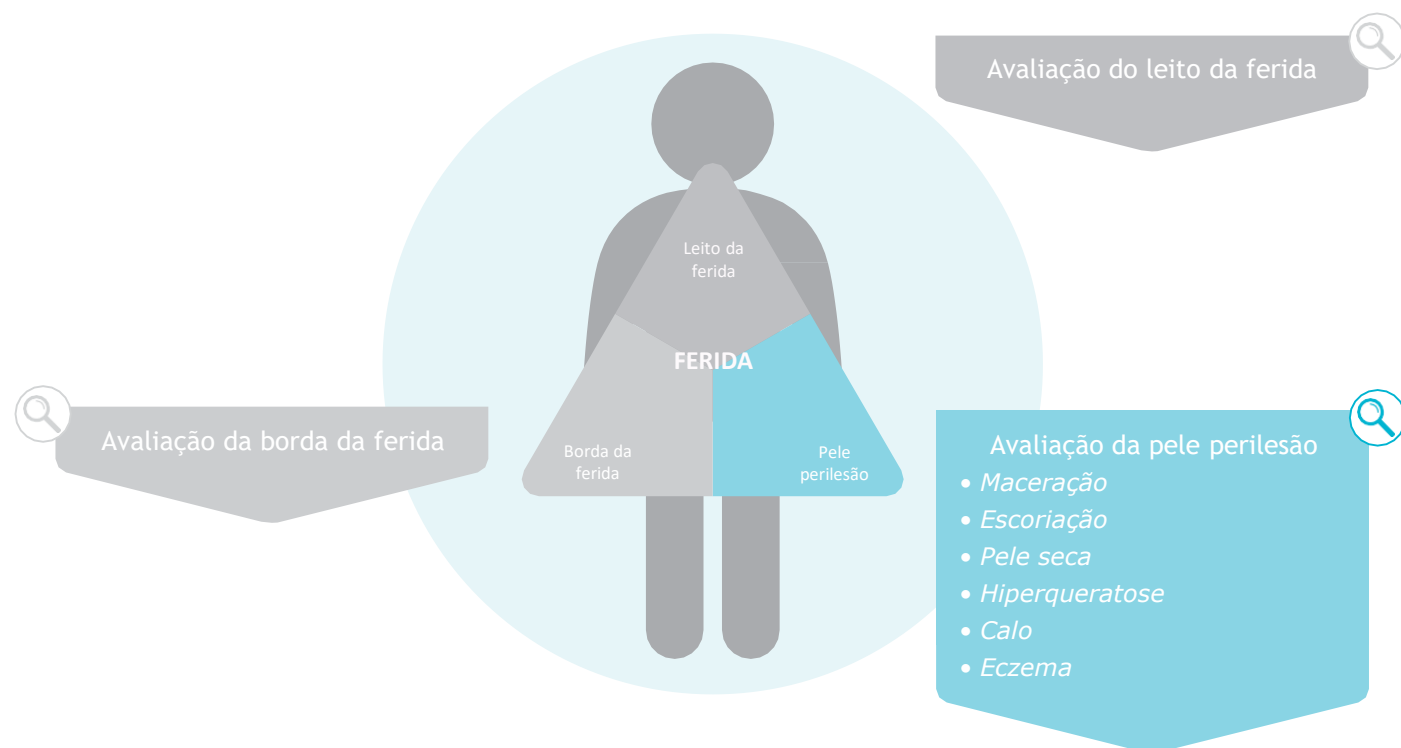 Avaliação do leito da ferida
Leito da
ferida
FERIDA
Borda da
ferida
Pele
perilesão
Avaliação da borda da ferida
Avaliação da pele perilesão
• Maceração
• Escoriação
• Pele seca
• Hiperqueratose
• Calo
• Eczema